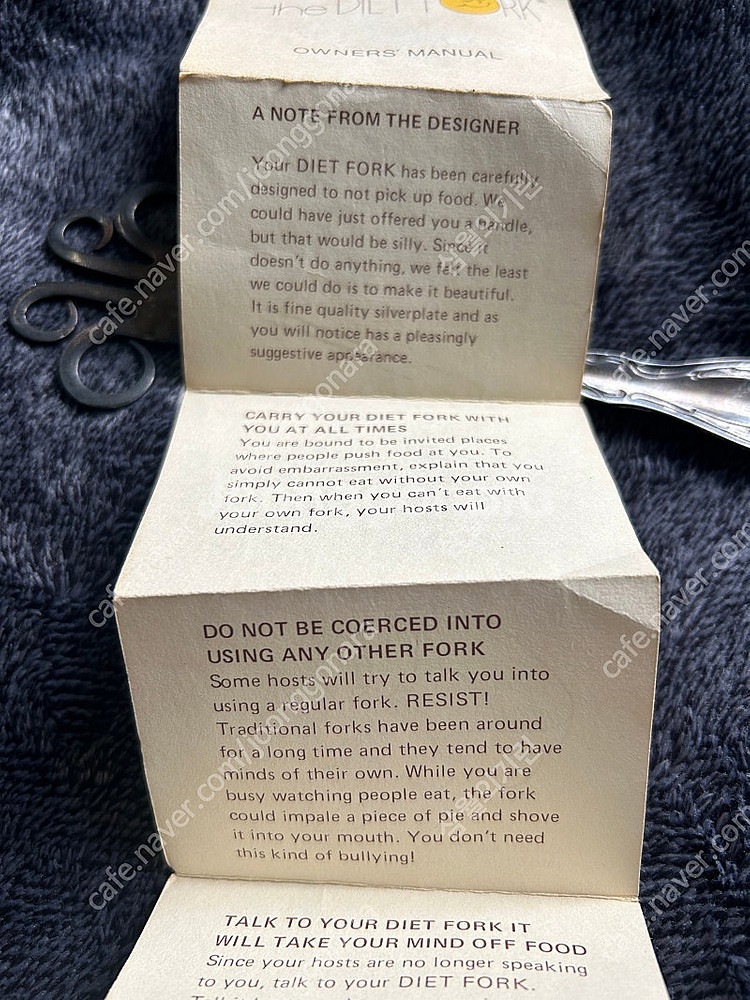 the DIET FORK
OWNERS' MANUAL
A NOTE FROM THE DESIGNER
Your DIET FORK has been carefully
designed to not pick up food. We
could have just offered you a handle,
but that would be silly. Since it
doesn't do anything, we felt the least
we could do is to make it beautiful.
It is fine quality silverplate and as
you will notice has a pleasingly
suggestive appearance.
CARRY YOUR DIET FORK WITH
YOU AT ALL TIMES
You are bound to be invited places
where people push food at you. To
avoid embarrassment, explain that you
simply cannot eat without your own
fork. Then when you can't eat with
your own fork, your hosts will
understand.
DO NOT BE COERCED INTO
USING ANY OTHER FORK
Some hosts will try to talk you into
using a regular fork. RESIST!
Traditional forks have been around
for a long time and they tend to have
minds of their own. While you are
busy watching people eat, the fork
could impale a piece of pie and shove
it into your mouth. You don't need
this kind of bullying!
TALK TO YOUR DIET FORK IT
WILL TAKE YOUR MIND OFF FOOD
Since your hosts are no longer speaking
to you, talk to your DIET FORK.
cafe.naver.com/joonggonara